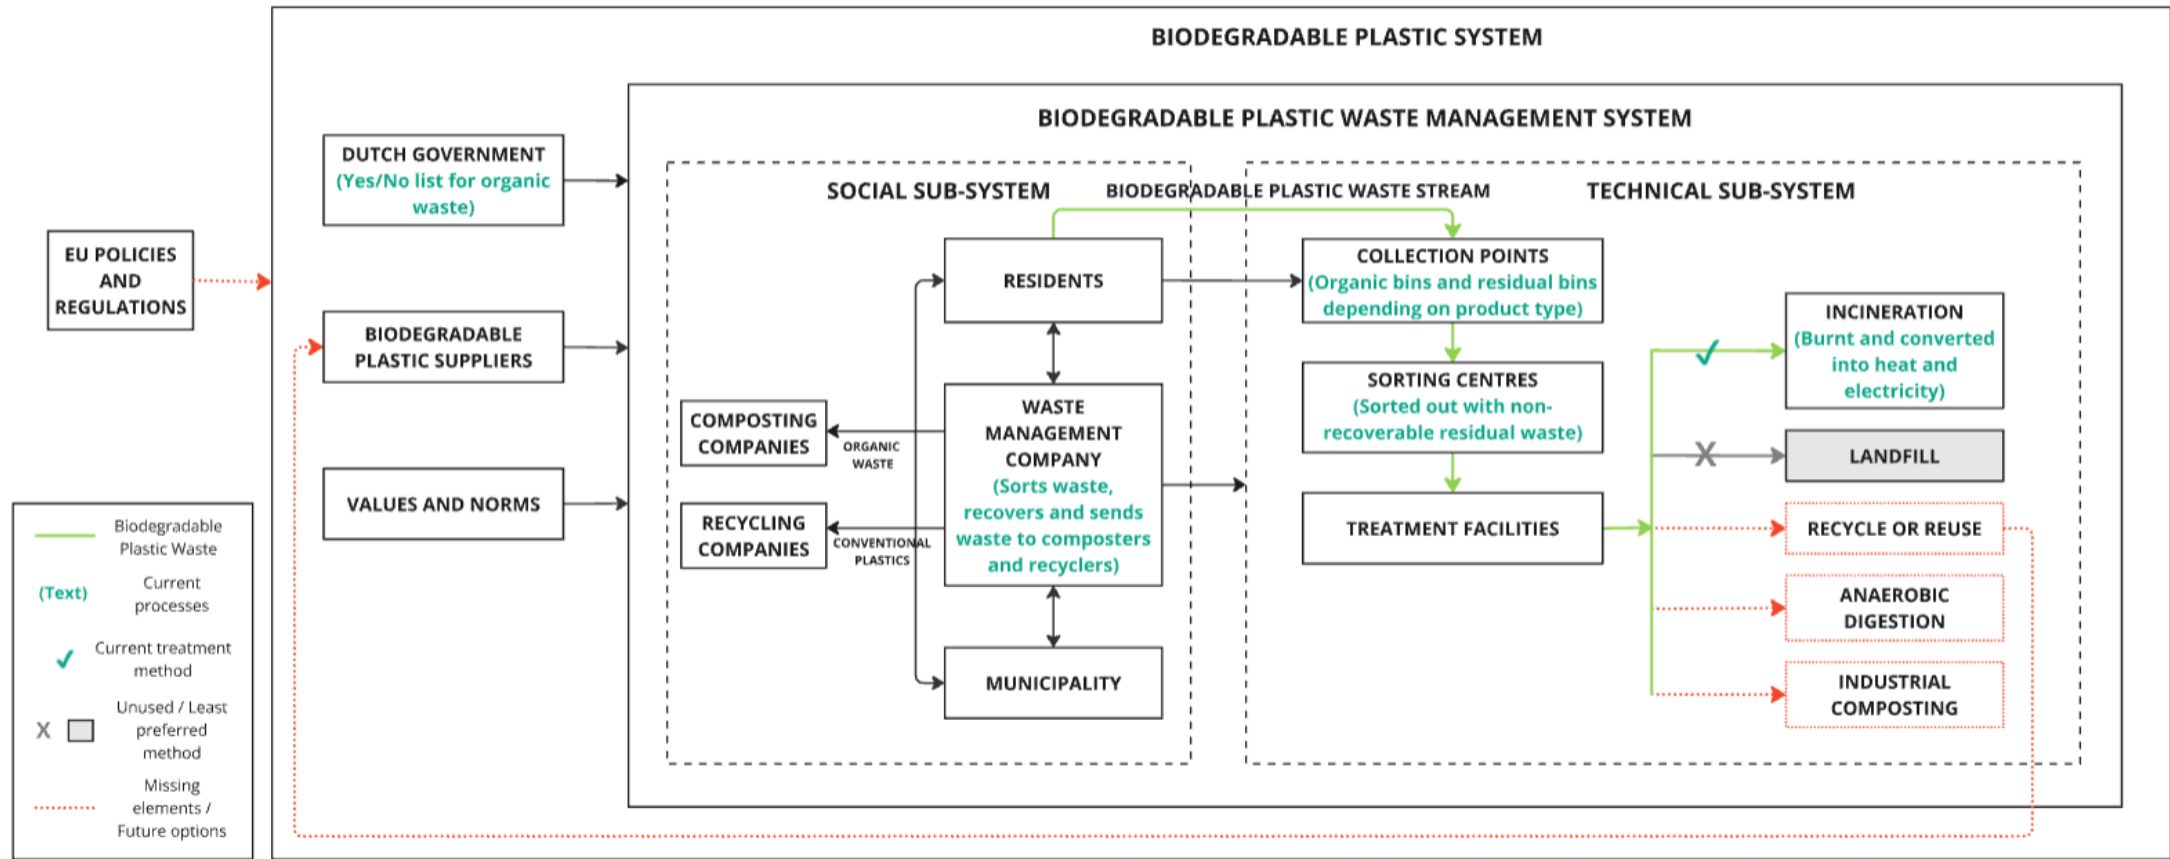 BIODEGRADABLE PLASTIC SYSTEM
BIODEGRADABLE PLASTIC WASTE MANAGEMENT SYSTEM
EU POLICIES
AND
REGULATIONS
DUTCH GOVERNMENT
(Yes/No list for organic
waste)
BIODEGRADABLE
PLASTIC SUPPLIERS
VALUES AND NORMS
SOCIAL SUB-SYSTEM
BIODEGRADABLE PLASTIC WASTE STREAM
TECHNICAL SUB-SYSTEM
RESIDENTS
COMPOSTING
COMPANIES
ORGANIC
WASTE
RECYCLING
COMPANIES
CONVENTIONAL
PLASTICS
WASTE
MANAGEMENT
COMPANY
(Sorts waste,
recovers and sends
waste to composters
and recyclers)
MUNICIPALITY
COLLECTION POINTS
(Organic bins and residual bins
depending on product type)
SORTING CENTRES
(Sorted out with non-
recoverable residual waste)
TREATMENT FACILITIES
INCINERATION
(Burnt and converted
into heat and
electricity)
X
LANDFILL
RECYCLE OR REUSE
ANAEROBIC
DIGESTION
INDUSTRIAL
COMPOSTING
Biodegradable
Plastic Waste
(Text)
Current
processes
Current treatment
method
X
Unused / Least
preferred
method
Missing
elements /
Future options